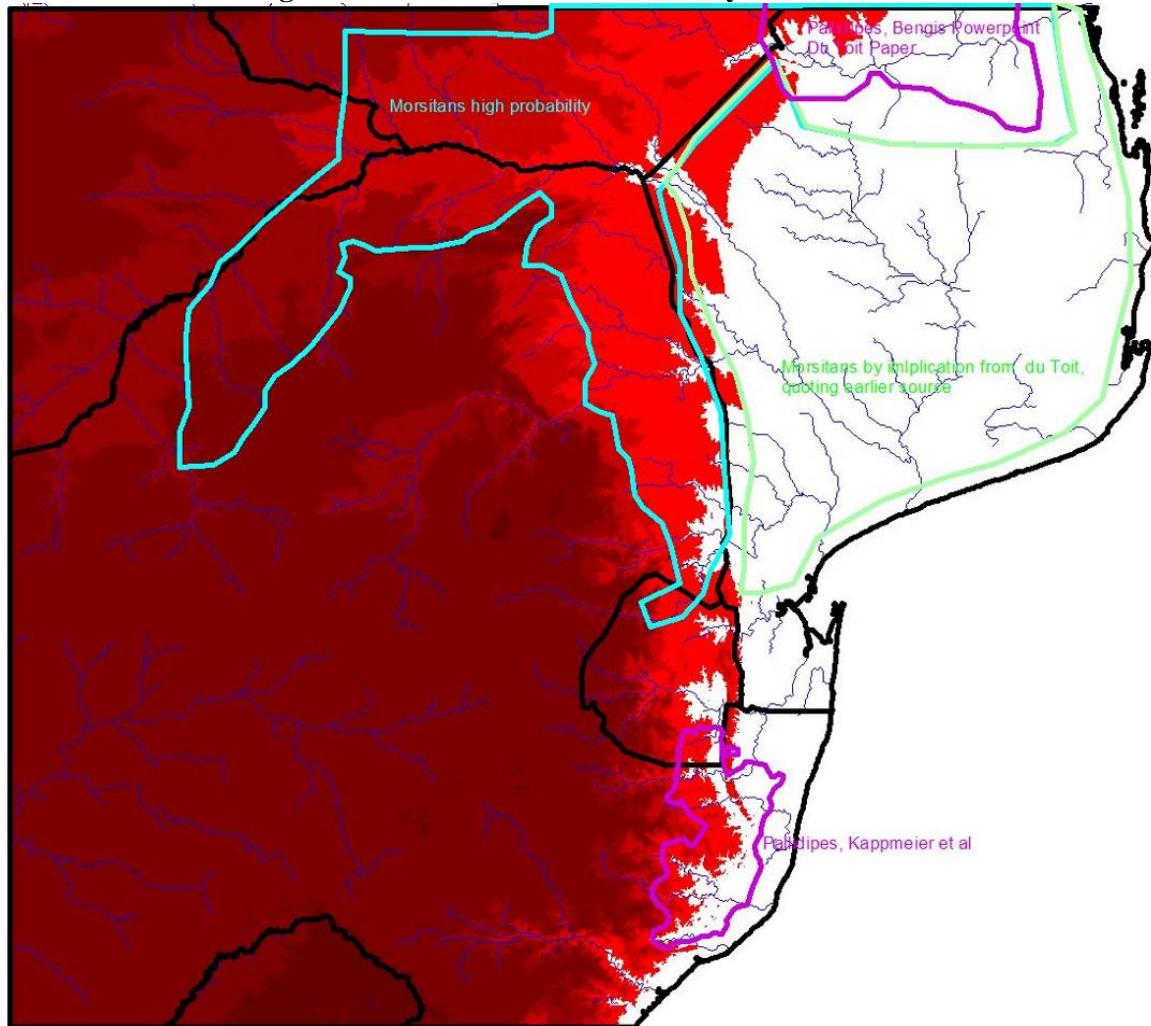 Pallidipes, Bengis Powerpoint
Du Toit Paper
Morsitans high probability
Morsitans by imlplication from du Toit,
quoting earlier source
Pallidipes, Kappmeier et al